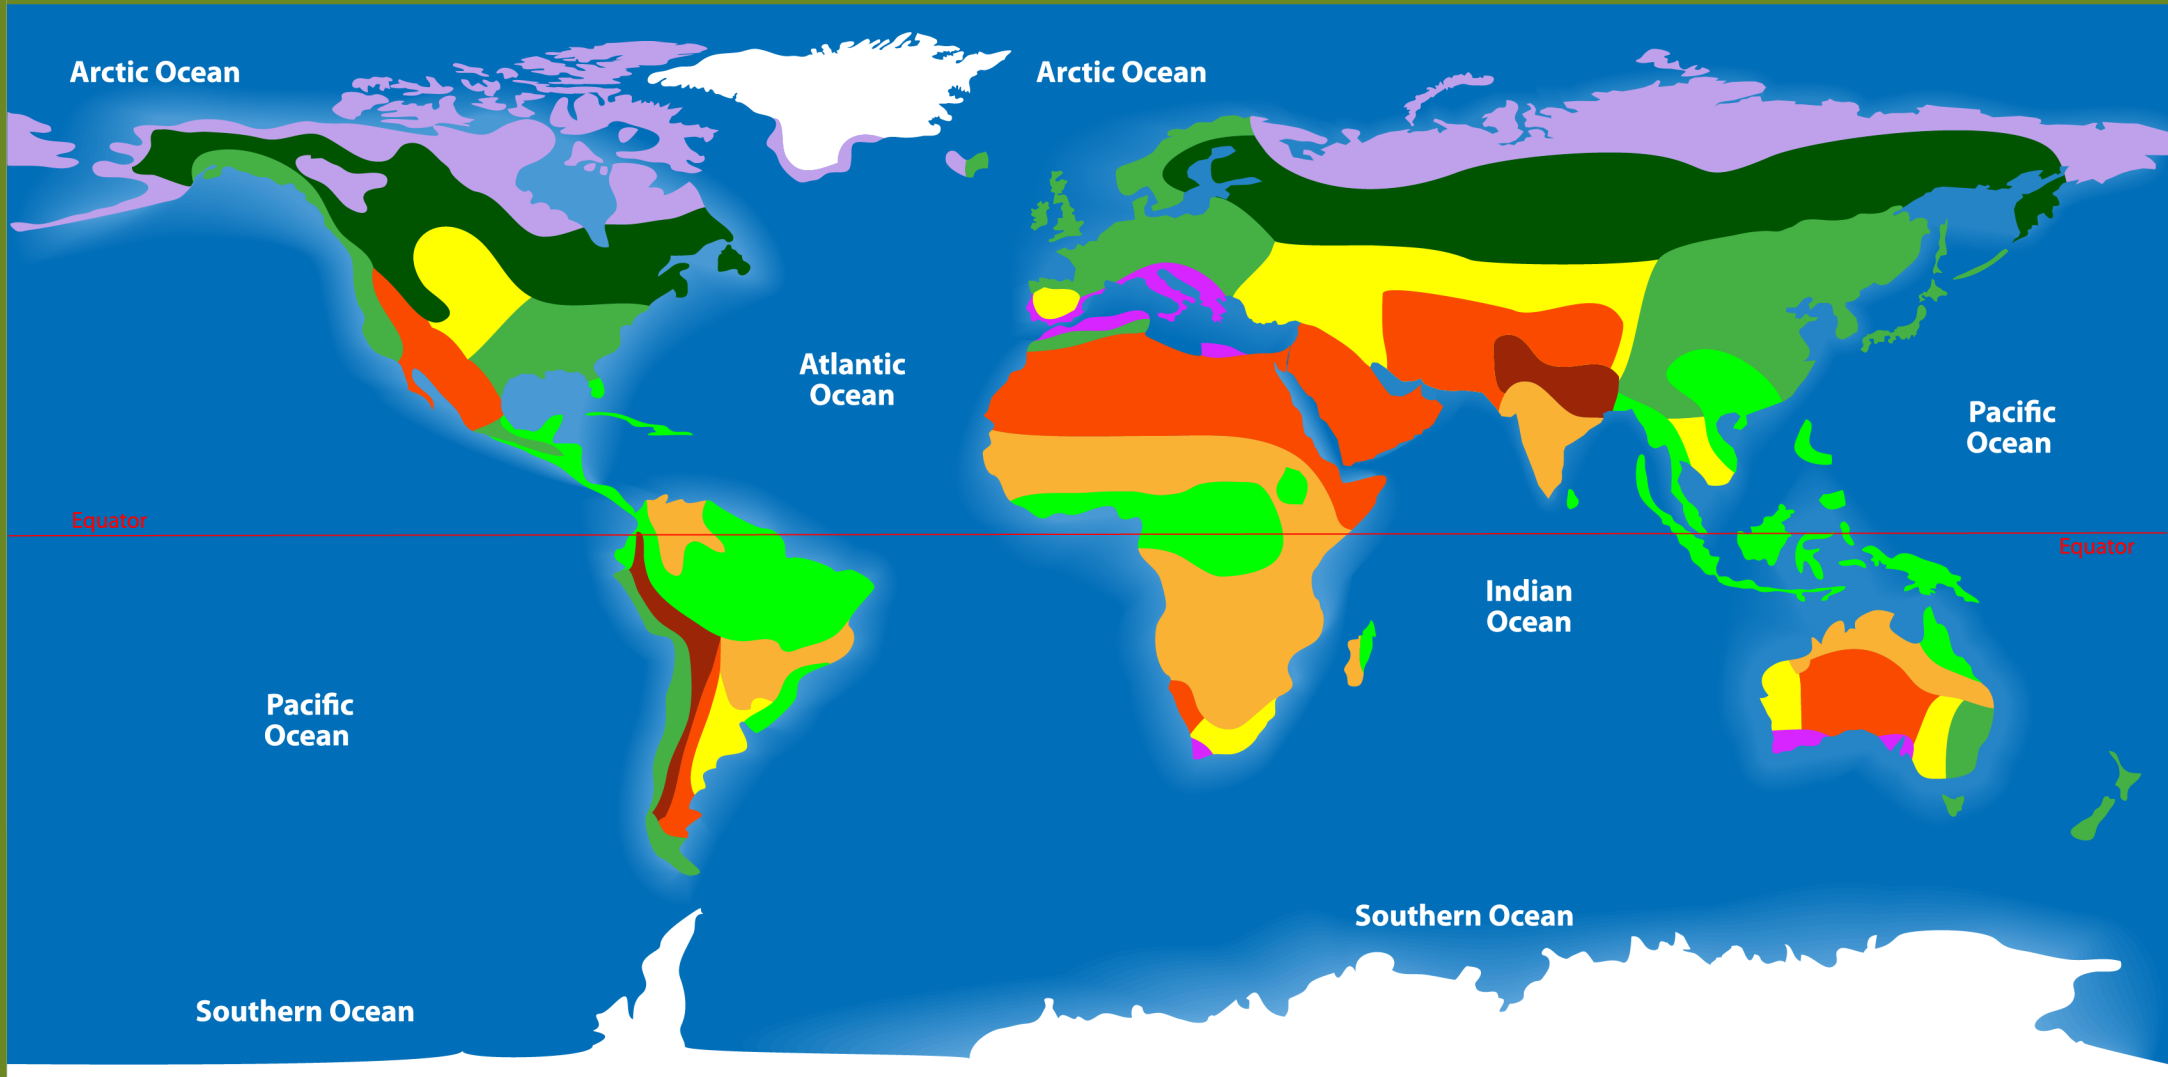 Arctic Ocean
Arctic Ocean
Atlantic
Ocean
Pacific
Ocean
Equator
Equator
Indian
Ocean
Pacific
Ocean
Southern Ocean
Southern Ocean